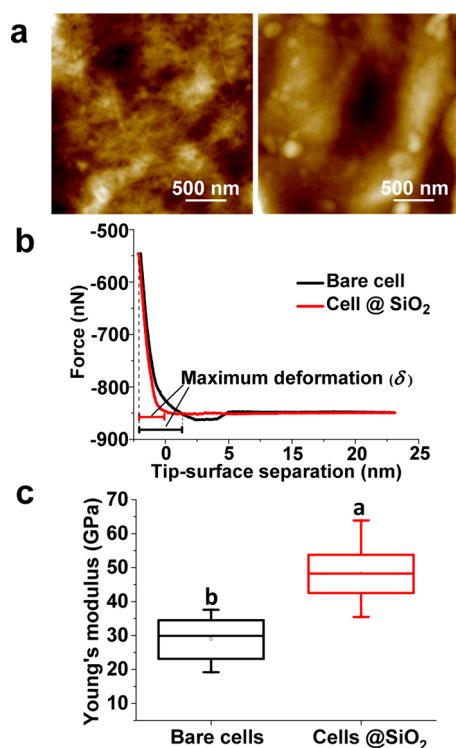 a
500 nm
500 nm
b
-500
-600
-700
-800
-900
Force (nN)
Bare cell
Cell @ SiO₂
Maximum deformation (δ)
0
5
10
15
20
25
Tip-surface separation (nm)
c
70
60
50
40
30
20
10
Young's modulus (GPa)
b
a
Bare cells
Cells @SiO₂